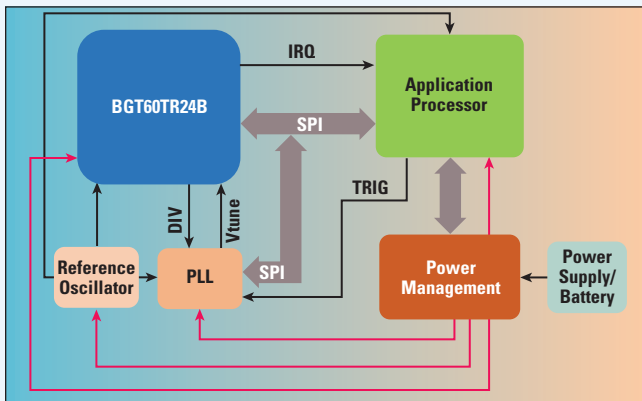 IRQ
BGT60TR24B
Application
Processor
SPI
DIV
Vtune
TRIG
Reference
Oscillator
PLL
SPI
Power
Management
Power
Supply/
Battery